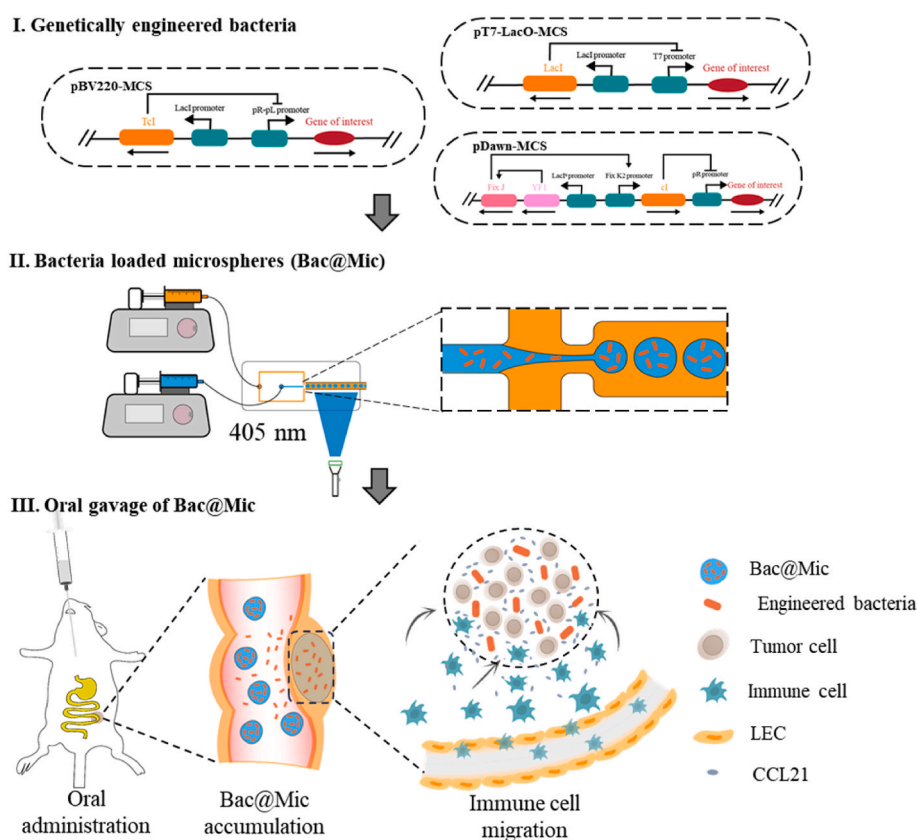 I. Genetically engineered bacteria
pBV220-MCS
LacI promoter
pR-pL promoter
TcI
Gene of interest
pT7-LacO-MCS
LacI promoter
T7 promoter
LacI
Gene of interest
pDawn-MCS
Fix J
YF1
LacIP promoter
Fix K2 promoter
cI
pR promoter
Gene of interest
II. Bacteria loaded microspheres (Bac@Mic)
405 nm
III. Oral gavage of Bac@Mic
Bac@Mic
Engineered bacteria
Tumor cell
Immune cell
LEC
CCL21
Oral
administration
Bac@Mic
accumulation
Immune cell
migration